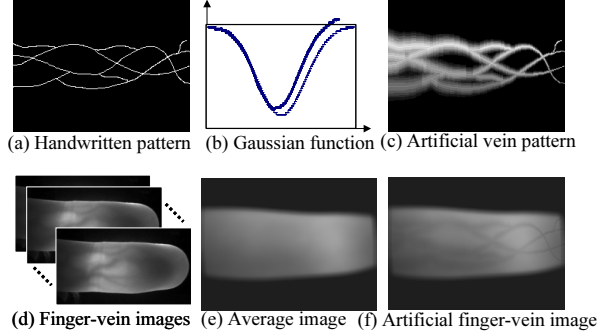 (a) Handwritten pattern
(b) Gaussian function
(c) Artificial vein pattern
(d) Finger-vein images
(e) Average image
(f) Artificial finger-vein image